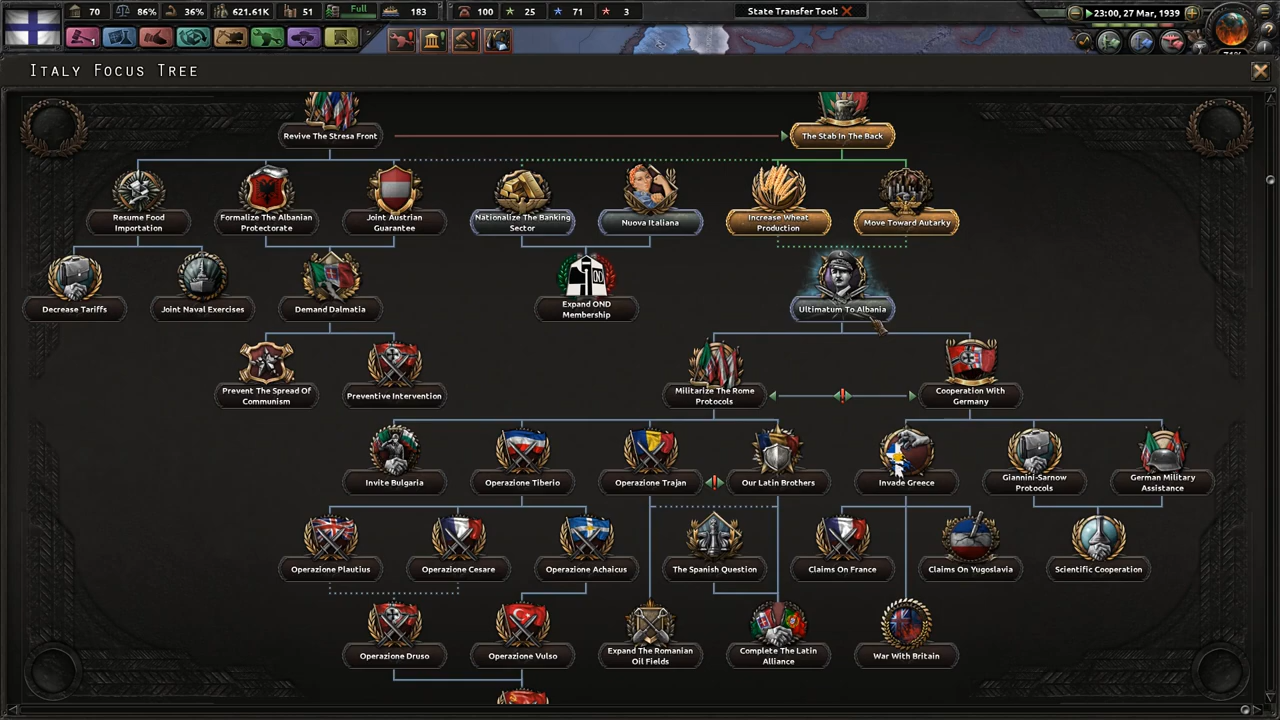 70
86%
36%
621.61K
51
Full
183
100
25
71
3
State Transfer Tool:
23:00, 27 Mar, 1939
1
71%
Italy Focus Tree
Revive The Stresa Front
The Stab In The Back
Resume Food
Importation
Formalize The Albanian
Protectorate
Joint Austrian
Guarantee
Nationalize The Banking
Sector
Nuova Italiana
Increase Wheat
Production
Move Toward Autarky
Decrease Tariffs
Joint Naval Exercises
Demand Dalmatia
Expand OND
Membership
Ultimatum To Albania
Prevent The Spread Of
Communism
Preventive Intervention
Militarize The Rome
Protocols
Cooperation With
Germany
Invite Bulgaria
Operazione Tiberio
Operazione Trajan
Our Latin Brothers
Invade Greece
Giannini-Sarnow
Protocols
German Military
Assistance
Operazione Plautius
Operazione Cesare
Operazione Achaicus
The Spanish Question
Claims On France
Claims On Yugoslavia
Scientific Cooperation
Operazione Druso
Operazione Vulso
Expand The Romanian
Oil Fields
Complete The Latin
Alliance
War With Britain